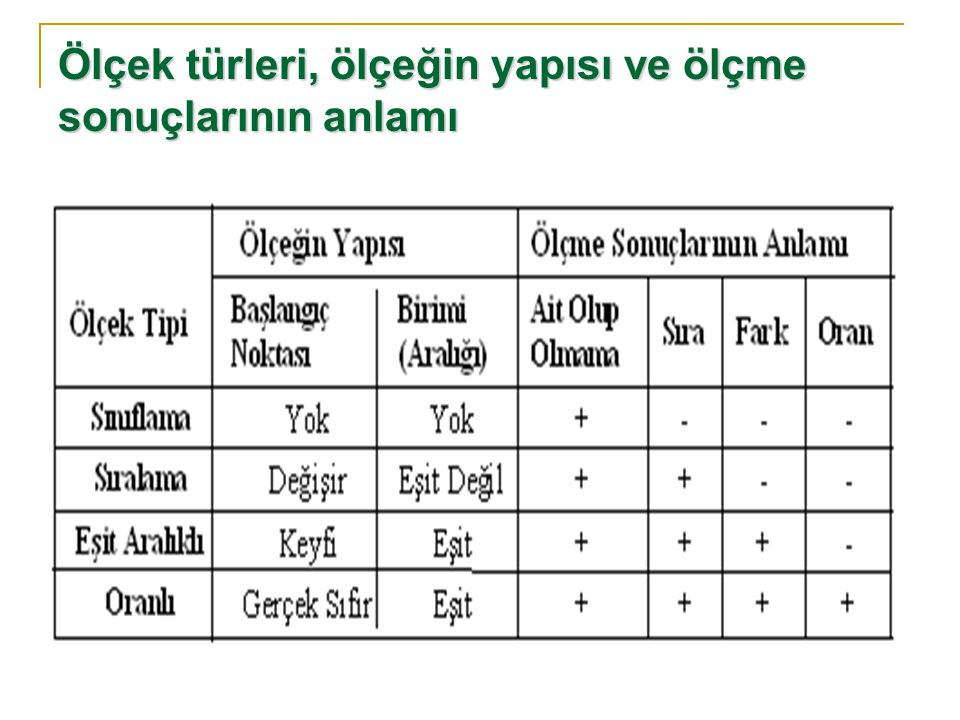 Ölçek türleri, ölçeğin yapısı ve ölçme
sonuçlarının anlamı
Ölçeğin Yapısı Ölçme Sonuçlarının Anlamı
Ölçek Tipi Başlangıç Noktası Birimi (Aralığı) Ait Olup Olmama Sıra Fark Oran
Sınıflama Yok Yok + - - -
Sıralama Değişir Eşit Değil + + - -
Eşit Aralıklı Keyfi Eşit + + + -
Oranlı Gerçek Sıfır Eşit + + + +